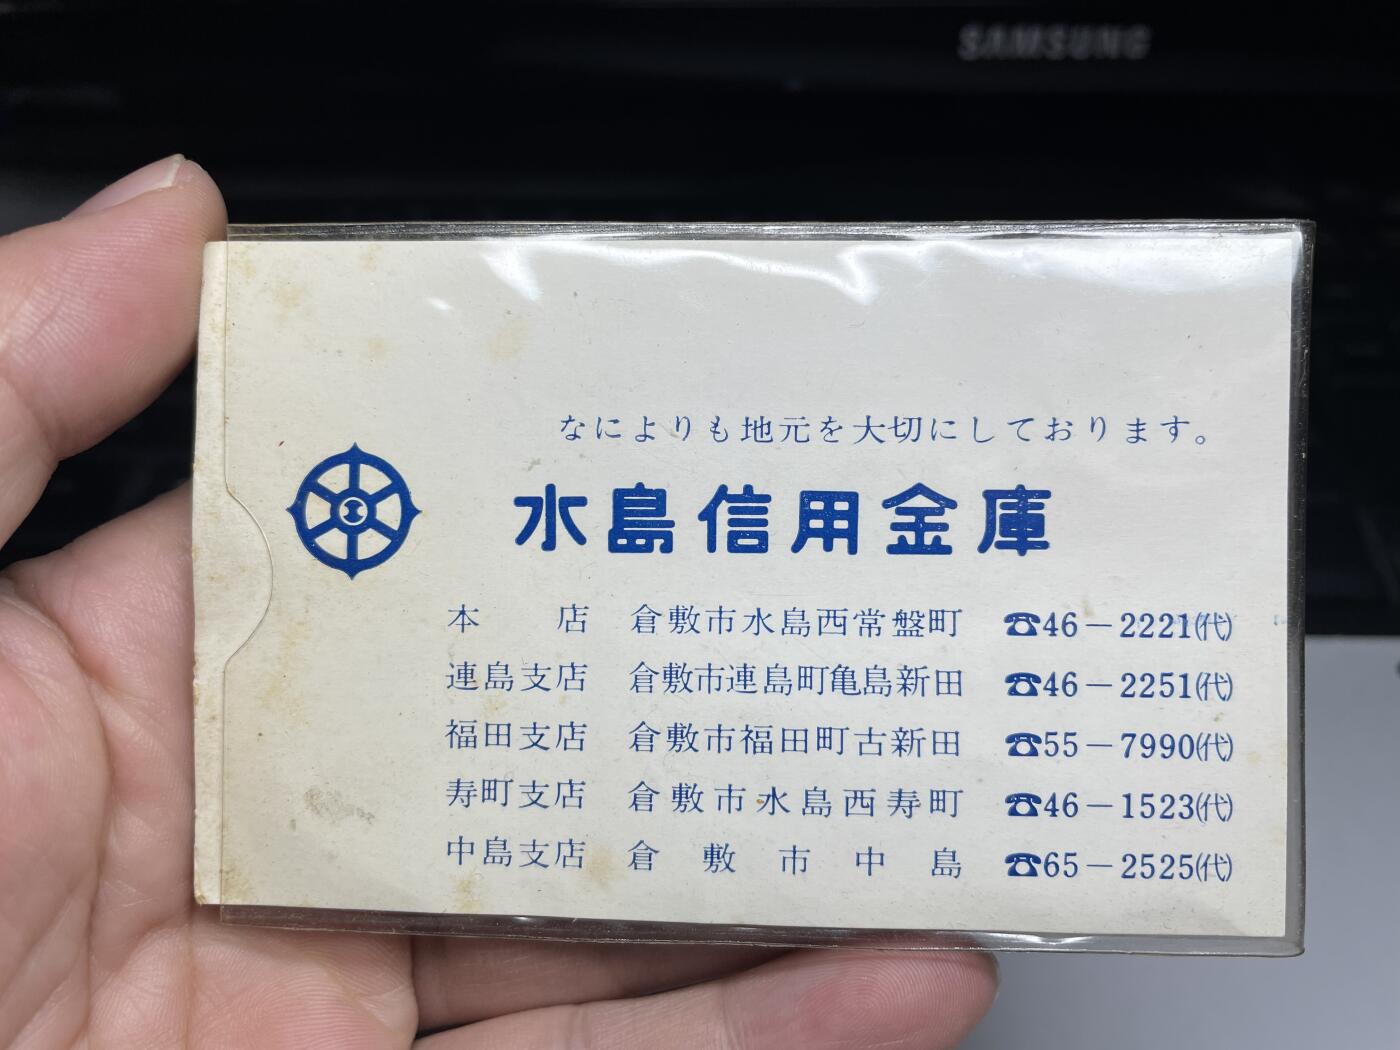 SAMSUNG
なによりも地元を大切にしております。
水島信用金庫
本店 倉敷市水島西常盤町 ☎46－2221㈹
連島支店 倉敷市連島町亀島新田 ☎46－2251㈹
福田支店 倉敷市福田町古新田 ☎55－7990㈹
寿町支店 倉敷市水島西寿町 ☎46－1523㈹
中島支店 倉敷市中島 ☎65－2525㈹